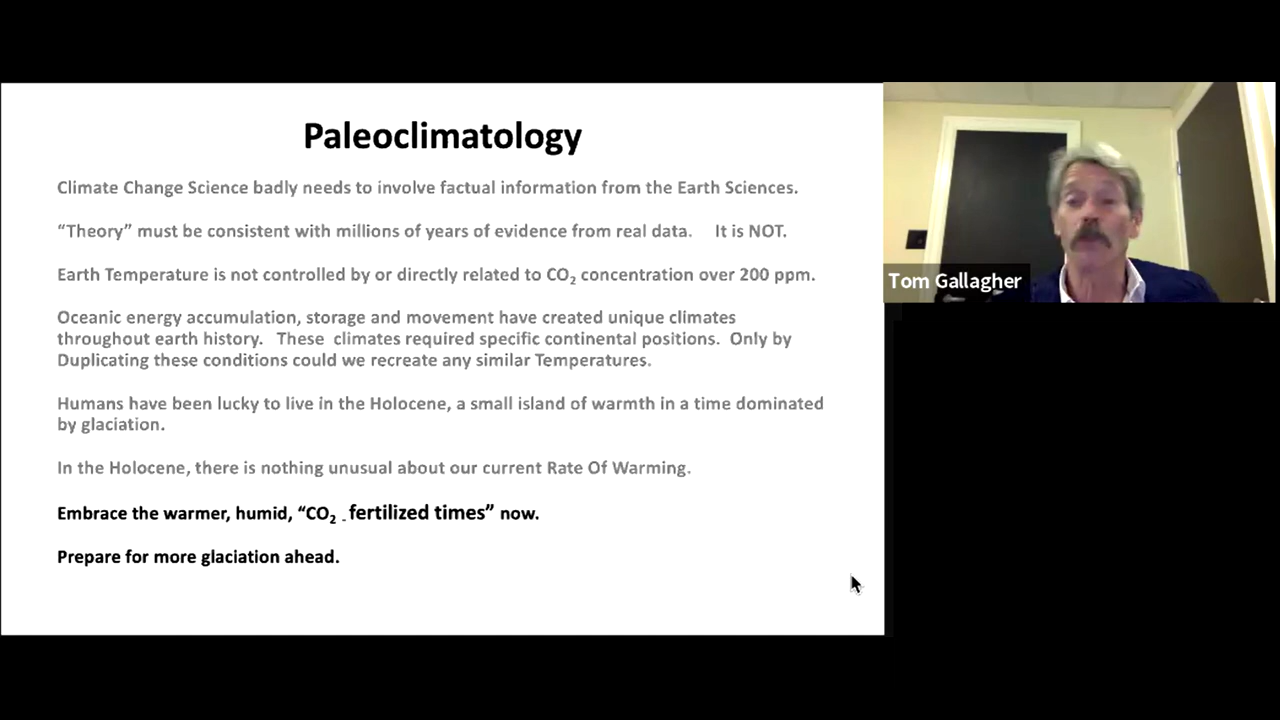 Paleoclimatology
Climate Change Science badly needs to involve factual information from the Earth Sciences.
“Theory” must be consistent with millions of years of evidence from real data. It is NOT.
Earth Temperature is not controlled by or directly related to CO₂ concentration over 200 ppm.
Oceanic energy accumulation, storage and movement have created unique climates
throughout earth history. These climates required specific continental positions. Only by
Duplicating these conditions could we recreate any similar Temperatures.
Humans have been lucky to live in the Holocene, a small island of warmth in a time dominated
by glaciation.
In the Holocene, there is nothing unusual about our current Rate Of Warming.
Embrace the warmer, humid, “CO₂ - fertilized times” now.
Prepare for more glaciation ahead.
Tom Gallagher